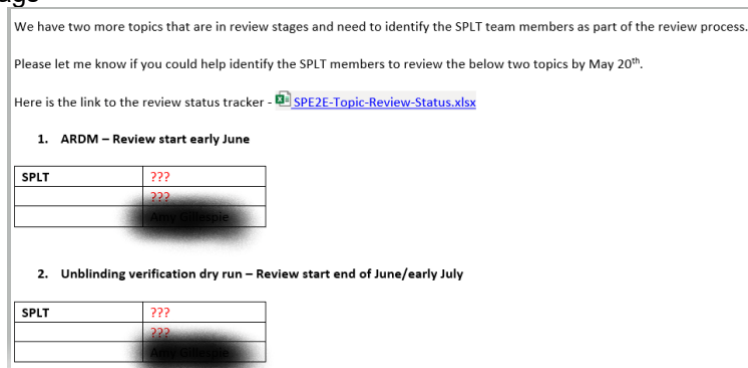 We have two more topics that are in review stages and need to identify the SPLT team members as part of the review process.
Please let me know if you could help identify the SPLT members to review the below two topics by May 20th.
Here is the link to the review status tracker - SPE2E-Topic-Review-Status.xlsx
1. ARDM – Review start early June
SPLT ???
???
2. Unblinding verification dry run – Review start end of June/early July
SPLT ???
???